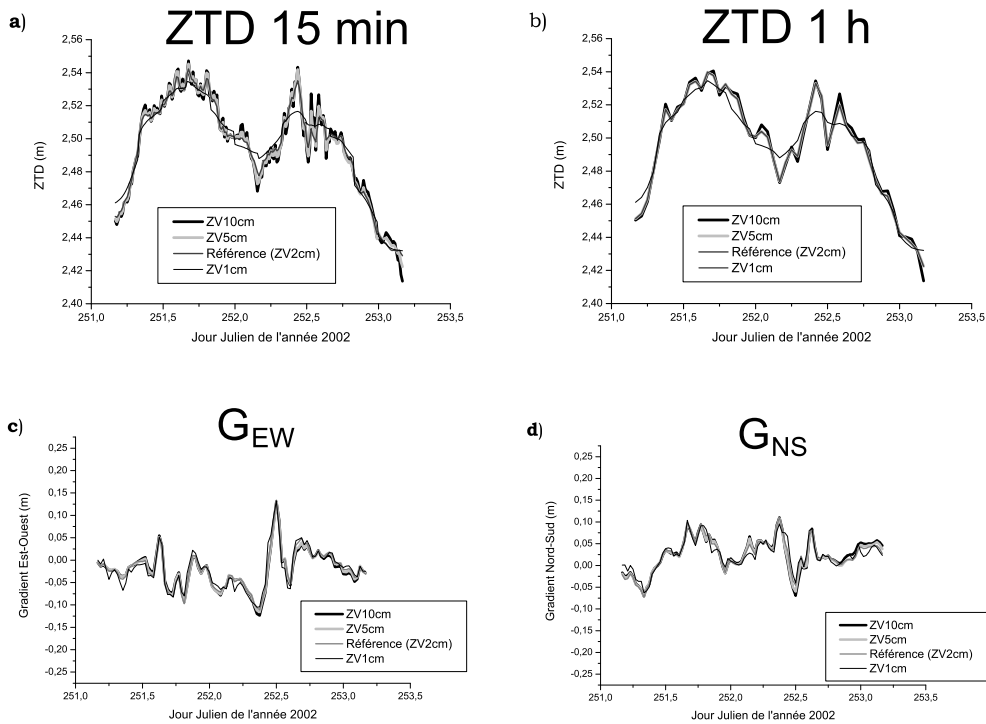 a)
ZTD 15 min
2,56
2,54
2,52
2,50
2,48
2,46
2,44
2,42
2,40
ZTD (m)
ZV10cm
ZV5cm
Référence (ZV2cm)
ZV1cm
251,0 251,5 252,0 252,5 253,0 253,5
Jour Julien de l'année 2002
b)
ZTD 1 h
2,56
2,54
2,52
2,50
2,48
2,46
2,44
2,42
2,40
ZTD (m)
ZV10cm
ZV5cm
Référence (ZV2cm)
ZV1cm
251,0 251,5 252,0 252,5 253,0 253,5
Jour Julien de l'année 2002
c)
GEW
0,25
0,20
0,15
0,10
0,05
0,00
-0,05
-0,10
-0,15
-0,20
-0,25
Gradient Est-Ouest (m)
ZV10cm
ZV5cm
Référence (ZV2cm)
ZV1cm
251,0 251,5 252,0 252,5 253,0 253,5
Jour Julien de l'année 2002
d)
GNS
0,25
0,20
0,15
0,10
0,05
0,00
-0,05
-0,10
-0,15
-0,20
-0,25
Gradient Nord-Sud (m)
ZV10cm
ZV5cm
Référence (ZV2cm)
ZV1cm
251,0 251,5 252,0 252,5 253,0 253,5
Jour Julien de l'année 2002